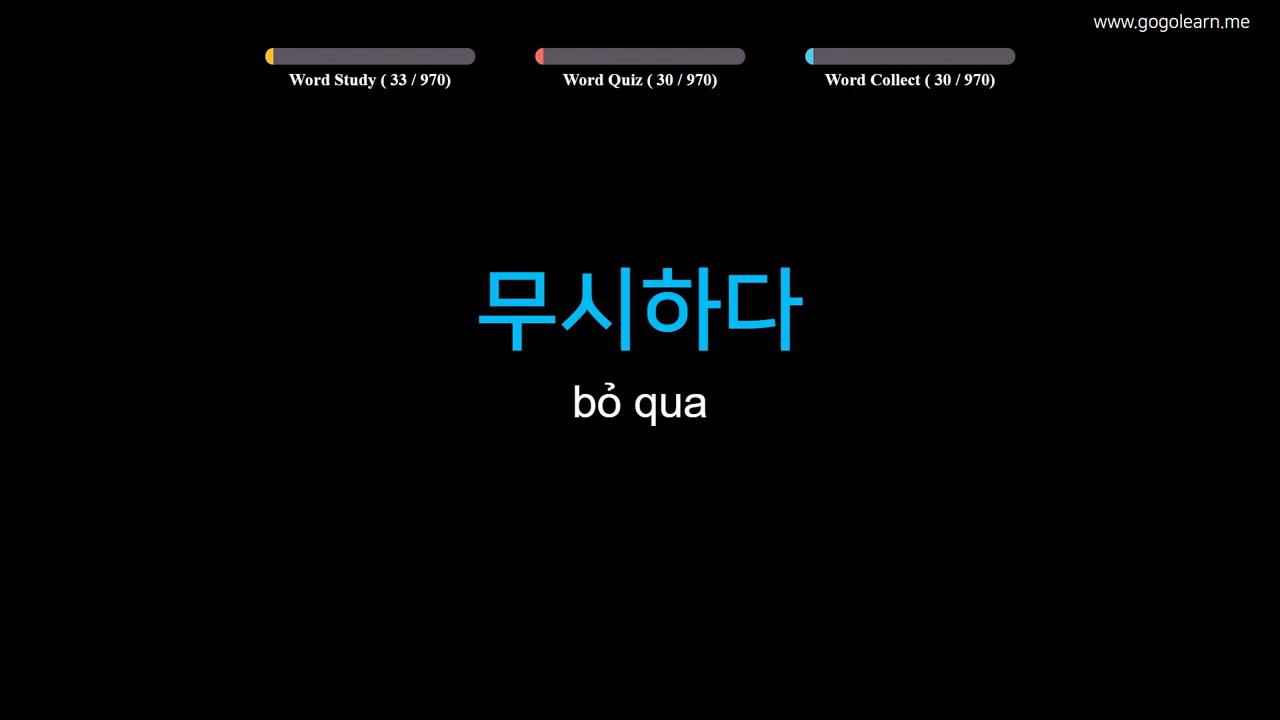 www.gogolearn.me
Word Study ( 33 / 970)
Word Quiz ( 30 / 970)
Word Collect ( 30 / 970)
무시하다
bỏ qua